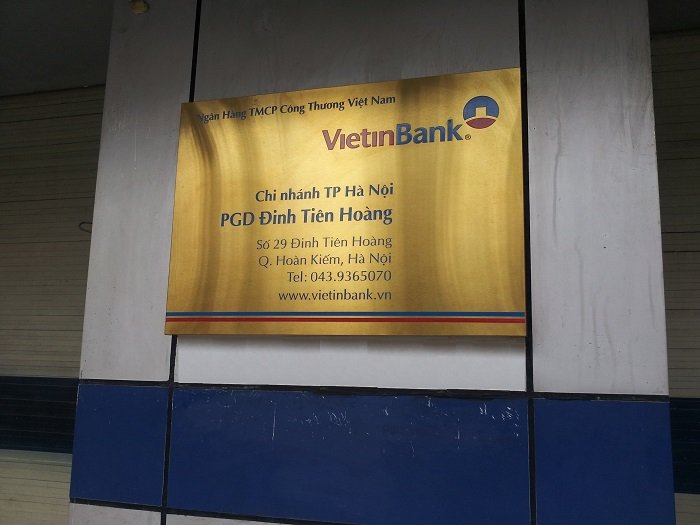 Ngân Hàng TMCP Công Thương Việt Nam
VietinBank®
Chi nhánh TP Hà Nội
PGD Đinh Tiên Hoàng
Số 29 Đinh Tiên Hoàng
Q. Hoàn Kiếm, Hà Nội
Tel: 043.9365070
www.vietinbank.vn